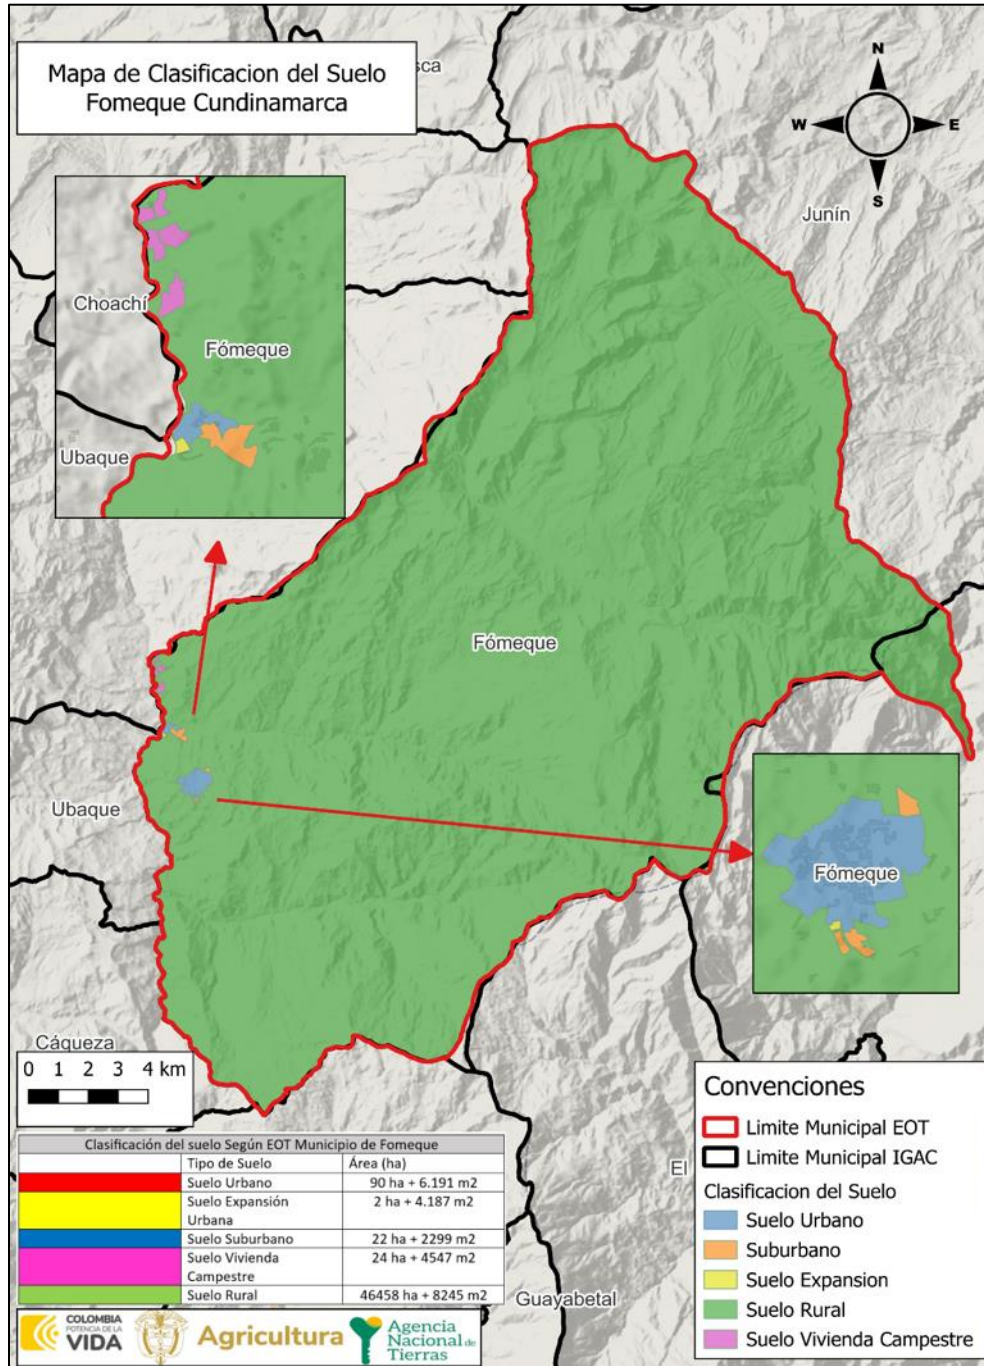 Mapa de Clasificacion del Suelo
Fomeque Cundinamarca
N
W
E
S
Junín
Choachí
Fómeque
Ubaque
Fómeque
Ubaque
Fómeque
Cáqueza
0 1 2 3 4 km
El
Guayabetal
Convenciones
Limite Municipal EOT
Limite Municipal IGAC
Clasificacion del Suelo
Suelo Urbano
Suburbano
Suelo Expansion
Suelo Rural
Suelo Vivienda Campestre
Clasificación del suelo Según EOT Municipio de Fomeque
Tipo de Suelo Área (ha)
Suelo Urbano 90 ha + 6.191 m2
Suelo Expansión 2 ha + 4.187 m2
Urbana
Suelo Suburbano 22 ha + 2299 m2
Suelo Vivienda 24 ha + 4547 m2
Campestre
Suelo Rural 46458 ha + 8245 m2
COLOMBIA
POTENCIA DE LA
VIDA
Agricultura
Agencia
Nacional de
Tierras